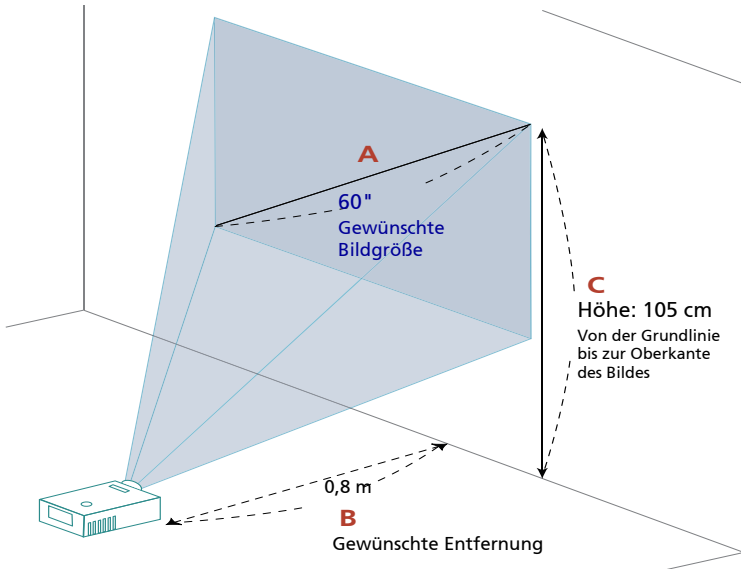 A
60"
Gewünschte
Bildgröße
C
Höhe: 105 cm
Von der Grundlinie
bis zur Oberkante
des Bildes
0,8 m
B
Gewünschte Entfernung